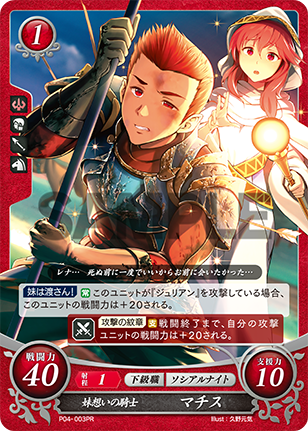 1
レナ… 死ぬ前に一度でいいからお前に会いたかった…
妹は渡さん! 常 このユニットが『ジュリアン』を攻撃している場合、
このユニットの戦闘力は+20される。
攻撃の紋章 攻 戦闘終了まで、自分の攻撃
ユニットの戦闘力は+20される。
戦闘力
40
射程 1 下級職 ソシアルナイト
支援力
10
妹想いの騎士 マチス
P04-003PR Illust:久野元気